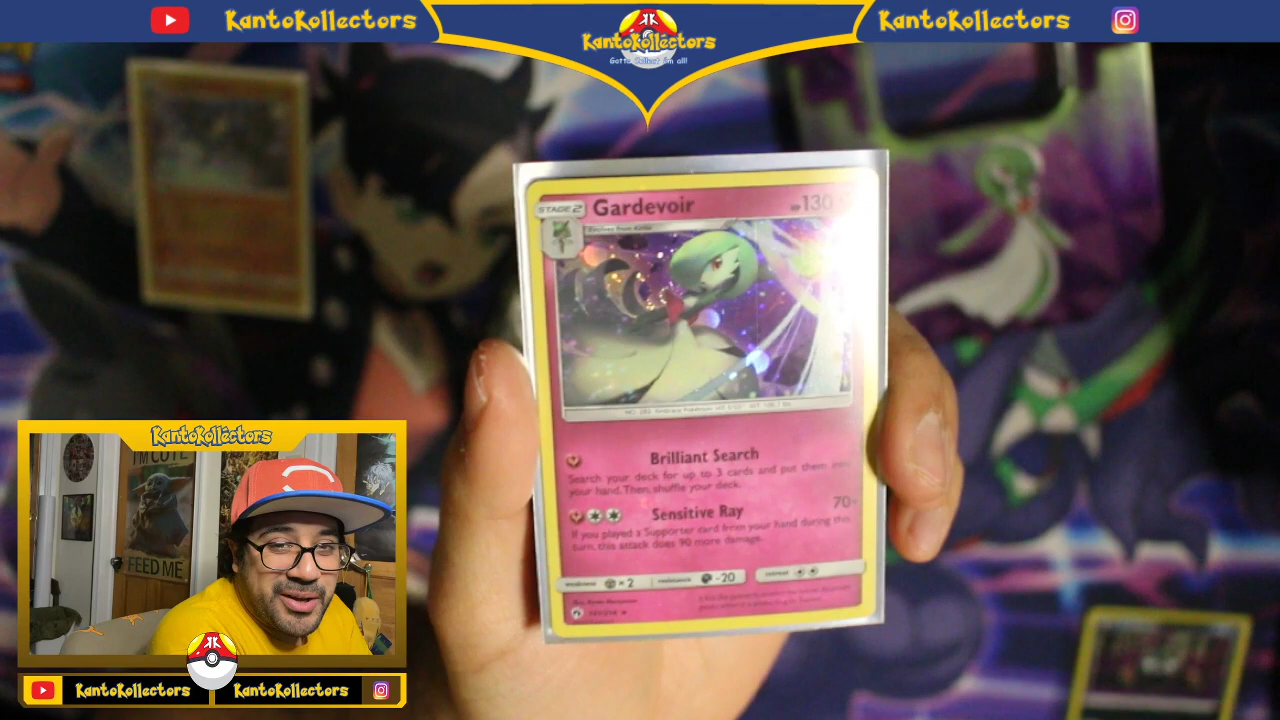 KantoKollectors
KantoKollectors
Gotta Collect 'em all!
KantoKollectors
STAGE 2
Gardevoir
HP 130
Evolves from Kirlia
Brilliant Search
Search your deck for up to 3 cards and put them into
your hand. Then, shuffle your deck.
Sensitive Ray
70+
If you played a Supporter card from your hand during this
turn, this attack does 90 more damage.
weakness
×2
resistance
-20
retreat
KantoKollectors
I'M CUTE
FEED ME
KantoKollectors
KantoKollectors